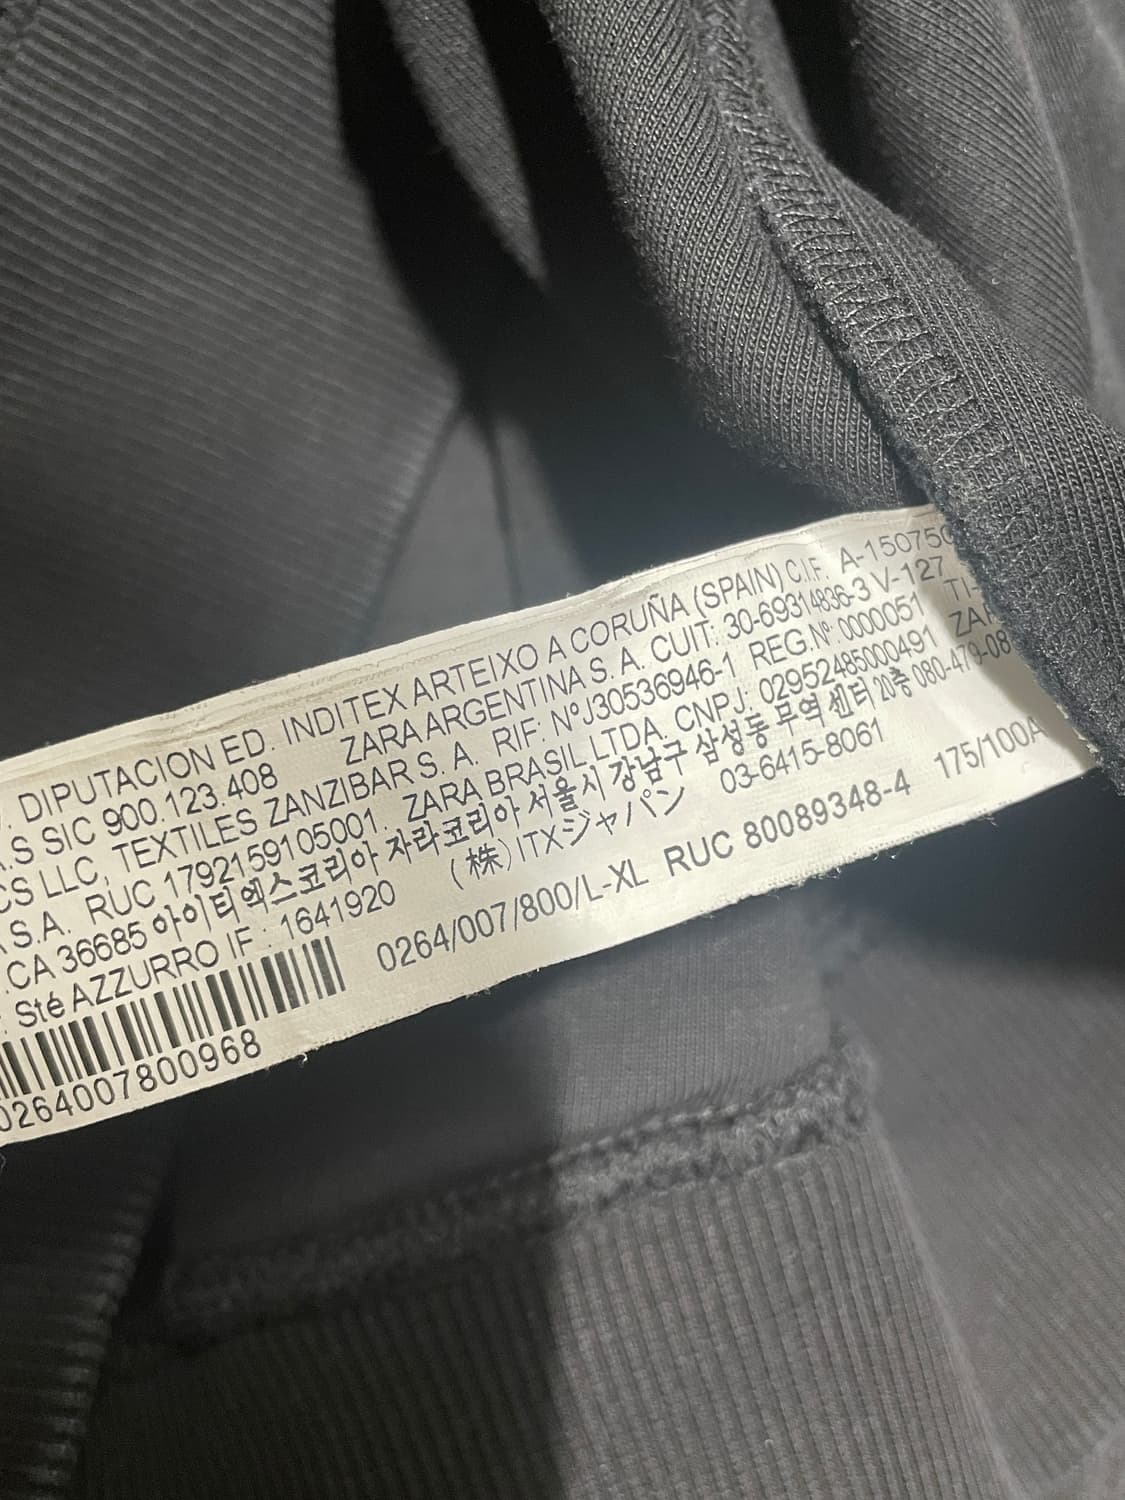 DIPUTACION ED. INDITEX ARTEIXO A CORUÑA (SPAIN) C.I.F. A-15075
A.S SIC 900.123.408 ZARA ARGENTINA S. A. CUIT: 30-69314836-3 V-127
CS LLC, TEXTILES ZANZIBAR S. A. RIF: NºJ30536946-1 REG.Nº 0000051 TI-
A S.A. RUC 1792159105001. ZARA BRASIL LTDA. CNPJ: 02952485000491 ZAR
.CA 36685 아이티엑스코리아 자라코리아 서울시 강남구 삼성동 무역 센터 20층 080-479-08
: Sté AZZURRO IF : 1641920 (株)ITXジャパン 03-6415-8061
0264/007/800/L-XL RUC 80089348-4 175/100A
0264007800968